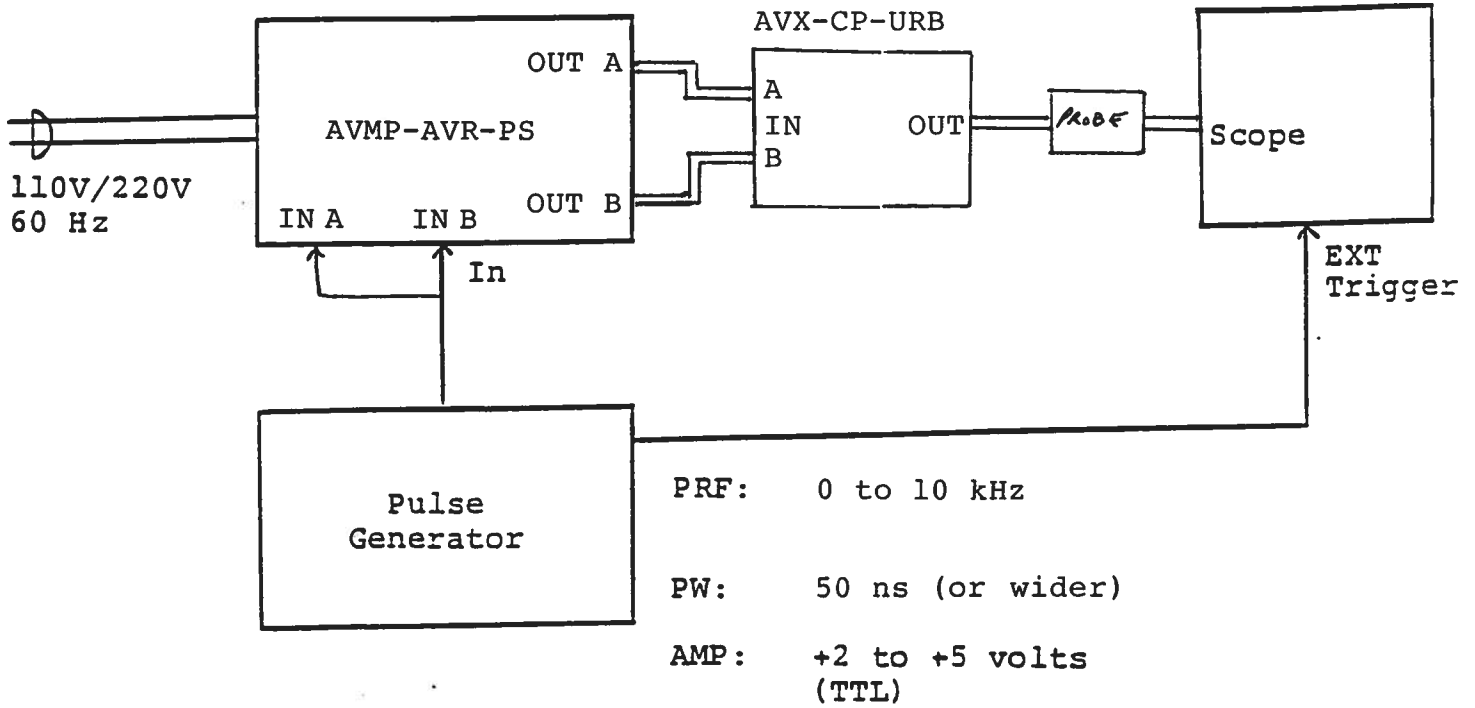 AVX-CP-URB
OUT A
A
AVMP-AVR-PS
IN
OUT
PROBE
Scope
B
110V/220V
60 Hz
OUT B
IN A
IN B
In
EXT
Trigger
Pulse
Generator
PRF: 0 to 10 kHz
PW: 50 ns (or wider)
AMP: +2 to +5 volts
(TTL)